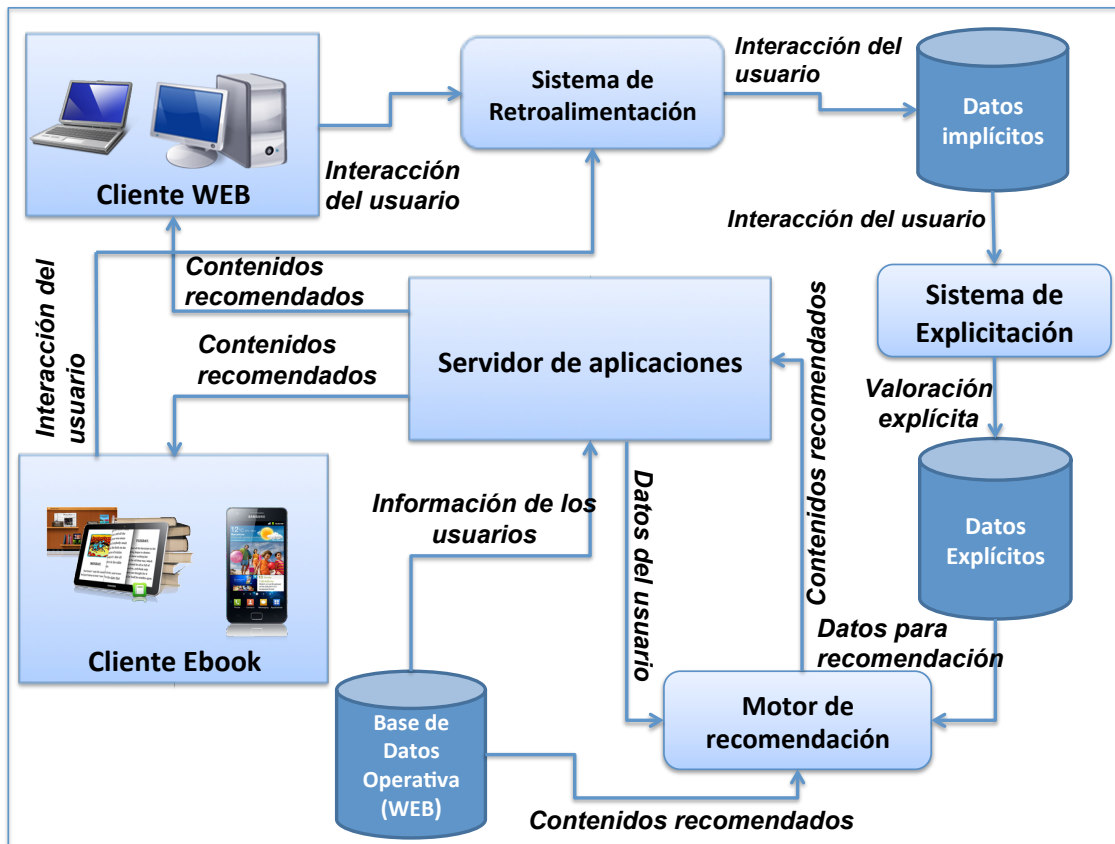 Sistema de
Retroalimentación
Interacción del
usuario
Datos
implícitos
Cliente WEB
Interacción
del usuario
Interacción del usuario
Contenidos
recomendados
Sistema de
Explicitación
Contenidos
recomendados
Servidor de aplicaciones
Contenidos recomendados
Interacción del
usuario
Valoración
explícita
Información de los
usuarios
Datos del usuario
Datos
Explícitos
Cliente Ebook
Datos para
recomendación
Base de
Datos
Operativa
(WEB)
Motor de
recomendación
Contenidos recomendados